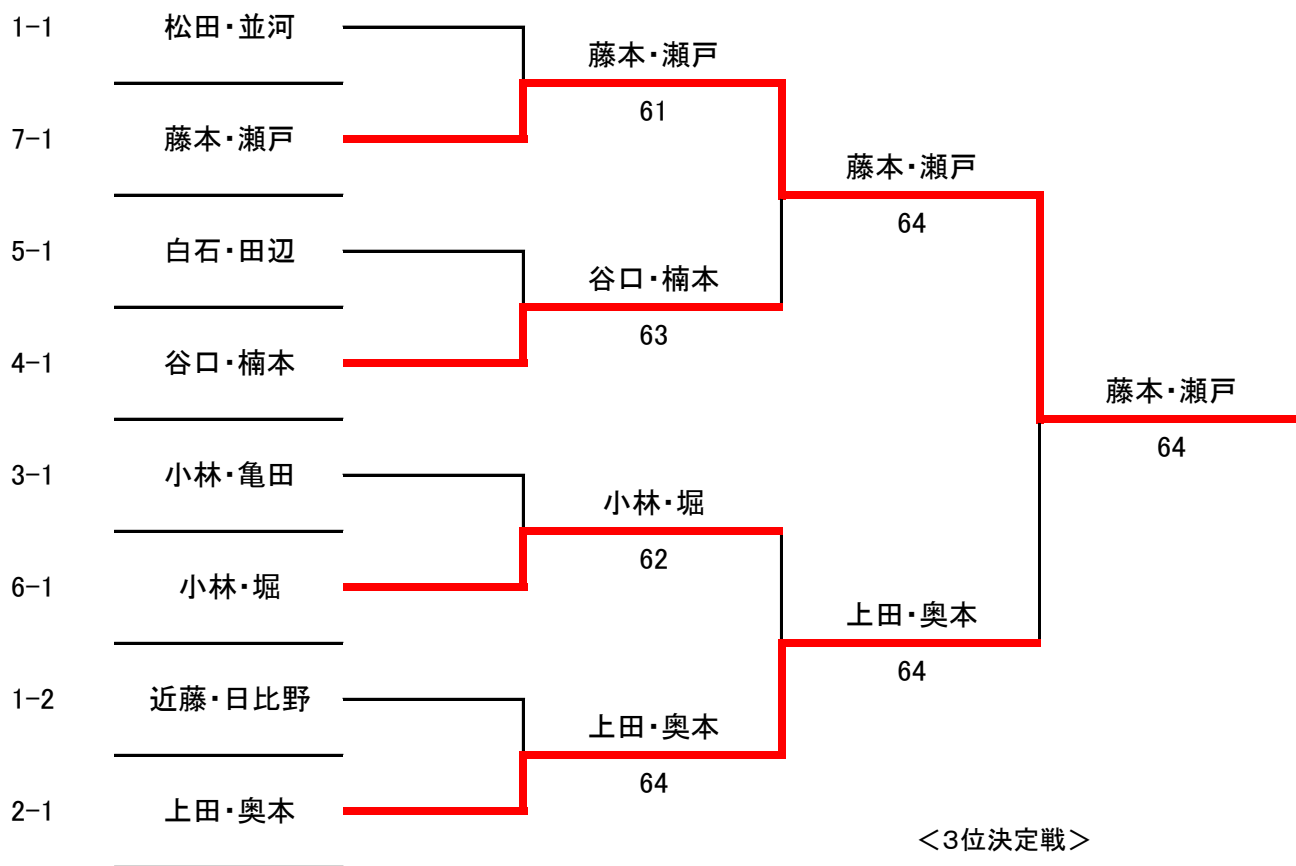 1-1 松田・並河
藤本・瀬戸
61
7-1 藤本・瀬戸
藤本・瀬戸
64
5-1 白石・田辺
谷口・楠本
63
4-1 谷口・楠本
藤本・瀬戸
64
3-1 小林・亀田
小林・堀
62
6-1 小林・堀
上田・奥本
64
1-2 近藤・日比野
上田・奥本
64
2-1 上田・奥本
＜3位決定戦＞